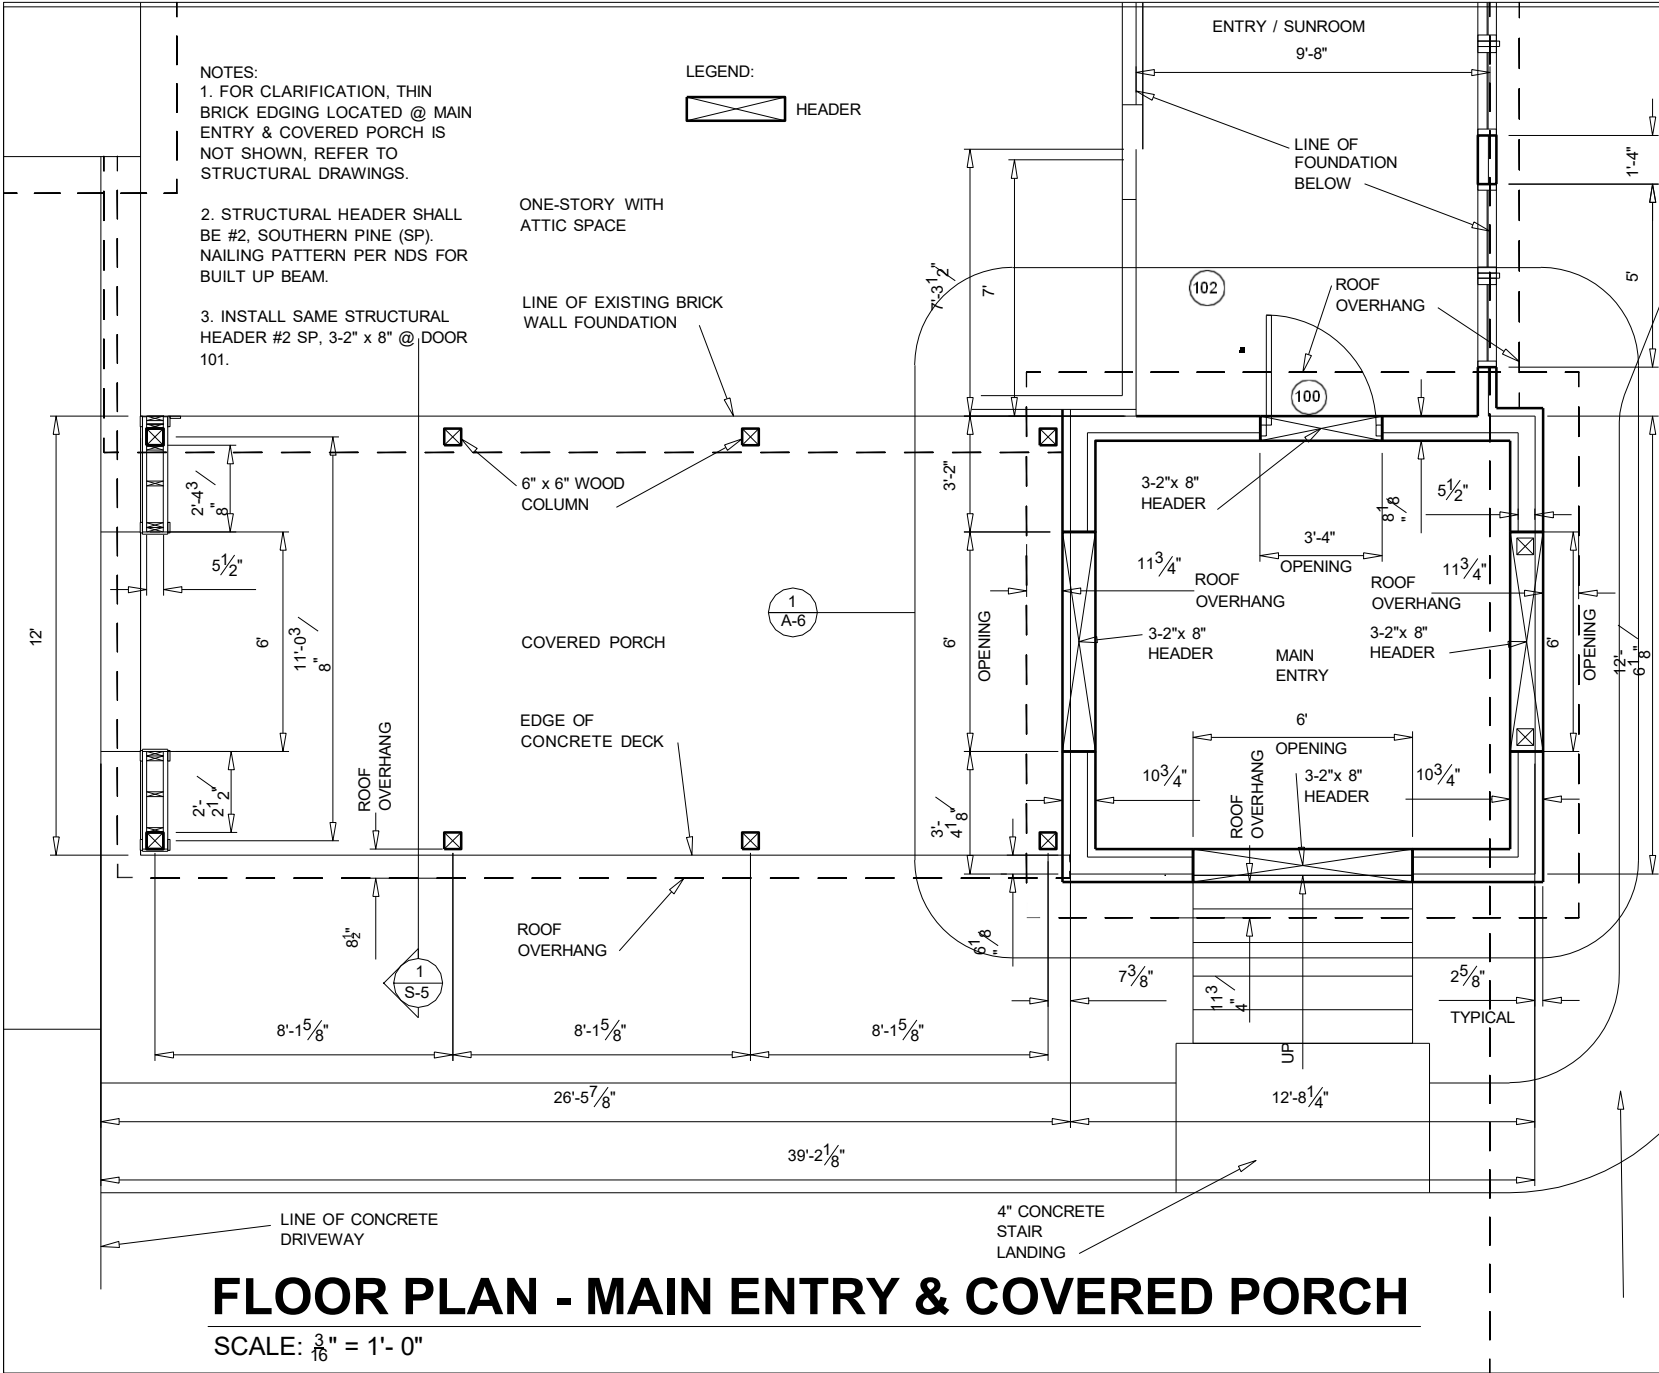 ENTRY / SUNROOM
9'-8"
NOTES:
1. FOR CLARIFICATION, THIN
BRICK EDGING LOCATED @ MAIN
ENTRY & COVERED PORCH IS
NOT SHOWN, REFER TO
STRUCTURAL DRAWINGS.
2. STRUCTURAL HEADER SHALL
BE #2, SOUTHERN PINE (SP).
NAILING PATTERN PER NDS FOR
BUILT UP BEAM.
3. INSTALL SAME STRUCTURAL
HEADER #2 SP, 3-2" x 8" @ DOOR
101.
LEGEND:
HEADER
ONE-STORY WITH
ATTIC SPACE
LINE OF EXISTING BRICK
WALL FOUNDATION
LINE OF
FOUNDATION
BELOW
1'-4"
5'
7'-3 1/2"
7'
102
ROOF
OVERHANG
100
6" x 6" WOOD
COLUMN
2'-4 3/8"
5 1/2"
12'
6'
11'-0 3/8"
2'-2 1/2"
3'-2"
3-2"x 8"
HEADER
8 1/8"
5 1/2"
3'-4"
OPENING
11 3/4"
ROOF
OVERHANG
ROOF
OVERHANG
11 3/4"
1
A-6
6'
OPENING
3-2"x 8"
HEADER
MAIN
ENTRY
3-2"x 8"
HEADER
6'
OPENING
12'-6 1/8"
COVERED PORCH
EDGE OF
CONCRETE DECK
ROOF
OVERHANG
6'
OPENING
10 3/4"
ROOF
OVERHANG
3-2"x 8"
HEADER
10 3/4"
3'-4 1/8"
8 1/2"
ROOF
OVERHANG
6 1/8"
1
S-5
7 3/8"
11 3/4"
2 5/8"
TYPICAL
8'-1 5/8"
8'-1 5/8"
8'-1 5/8"
UP
26'-5 7/8"
12'-8 1/4"
39'-2 1/8"
LINE OF CONCRETE
DRIVEWAY
4" CONCRETE
STAIR
LANDING
FLOOR PLAN - MAIN ENTRY & COVERED PORCH
SCALE: 3/16" = 1'- 0"